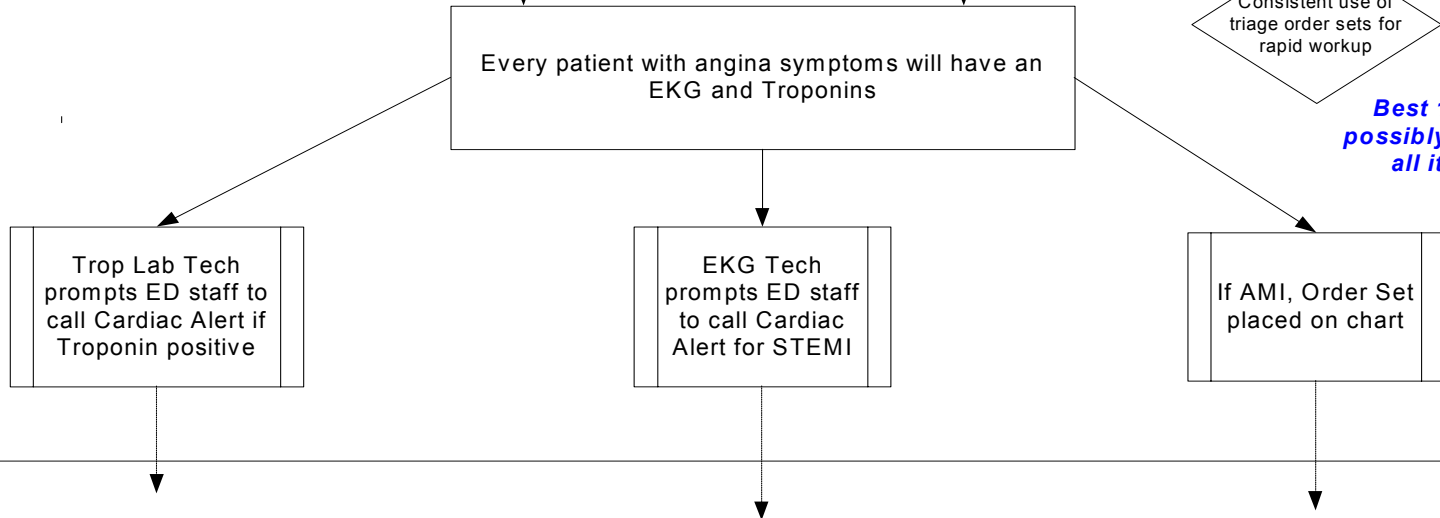 Consistent use of
triage order sets for
rapid workup
Every patient with angina symptoms will have an
EKG and Troponins
Best
possibly
all
Trop Lab Tech
prompts ED staff to
call Cardiac Alert if
Troponin positive
EKG Tech
prompts ED staff
to call Cardiac
Alert for STEMI
If AMI, Order Set
placed on chart